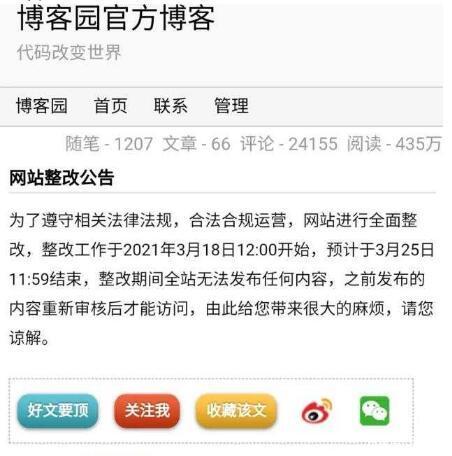 博客园官方博客
代码改变世界
博客园 首页 联系 管理
随笔 - 1207 文章 - 66 评论 - 24155 阅读 - 435万
网站整改公告
为了遵守相关法律法规，合法合规运营，网站进行全面整
改，整改工作于2021年3月18日12:00开始，预计于3月25日
11:59结束，整改期间全站无法发布任何内容，之前发布的
内容重新审核后才能访问，由此给您带来很大的麻烦，请您
谅解。
好文要顶 关注我 收藏该文